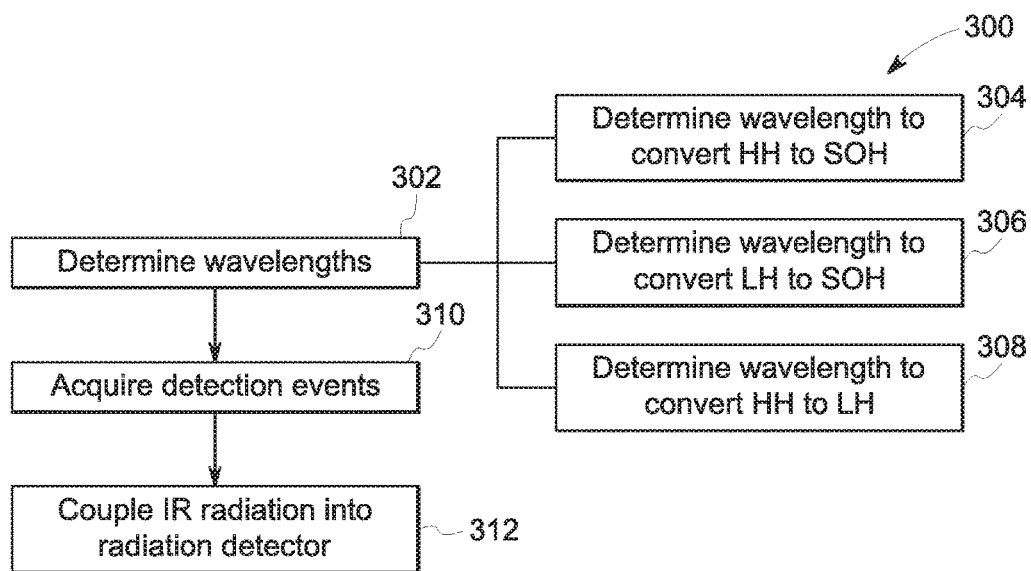 300
304
Determine wavelength to
convert HH to SOH
302
306
Determine wavelengths
Determine wavelength to
convert LH to SOH
310
308
Acquire detection events
Determine wavelength to
convert HH to LH
Couple IR radiation into
radiation detector
312